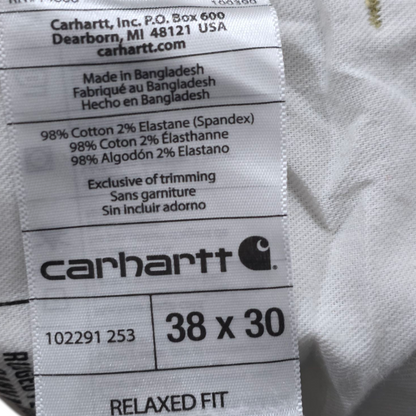 Carhartt, Inc. P.O. Box 600
Dearborn, MI 48121 USA
carhartt.com
Made in Bangladesh
Fabriqué au Bangladesh
Hecho en Bangladesh
98% Cotton 2% Elastane (Spandex)
98% Coton 2% Élasthanne
98% Algodón 2% Elastano
Exclusive of trimming
Sans garniture
Sin incluir adorno
carhartt
102291 253
38 x 30
RELAXED FIT